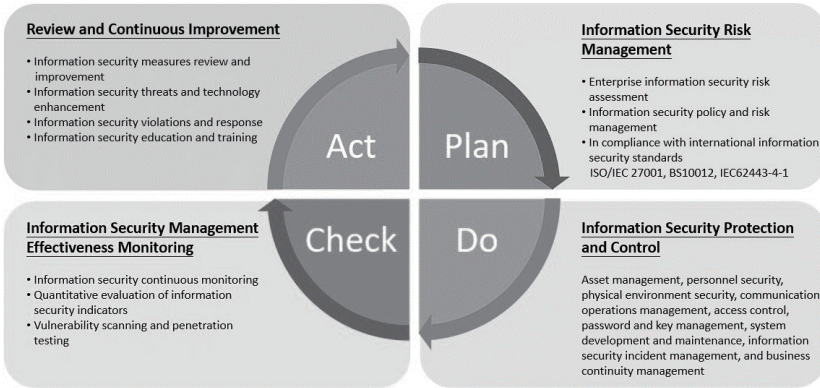 Review and Continuous Improvement
• Information security measures review and
improvement
• Information security threats and technology
enhancement
• Information security violations and response
• Information security education and training
Act
Plan
Information Security Risk
Management
• Enterprise information security risk
assessment
• Information security policy and risk
management
• In compliance with international information
security standards
ISO/IEC 27001, BS10012, IEC62443-4-1
Information Security Management
Effectiveness Monitoring
• Information security continuous monitoring
• Quantitative evaluation of information
security indicators
• Vulnerability scanning and penetration
testing
Check
Do
Information Security Protection
and Control
Asset management, personnel security,
physical environment security, communication
operations management, access control,
password and key management, system
development and maintenance, information
security incident management, and business
continuity management